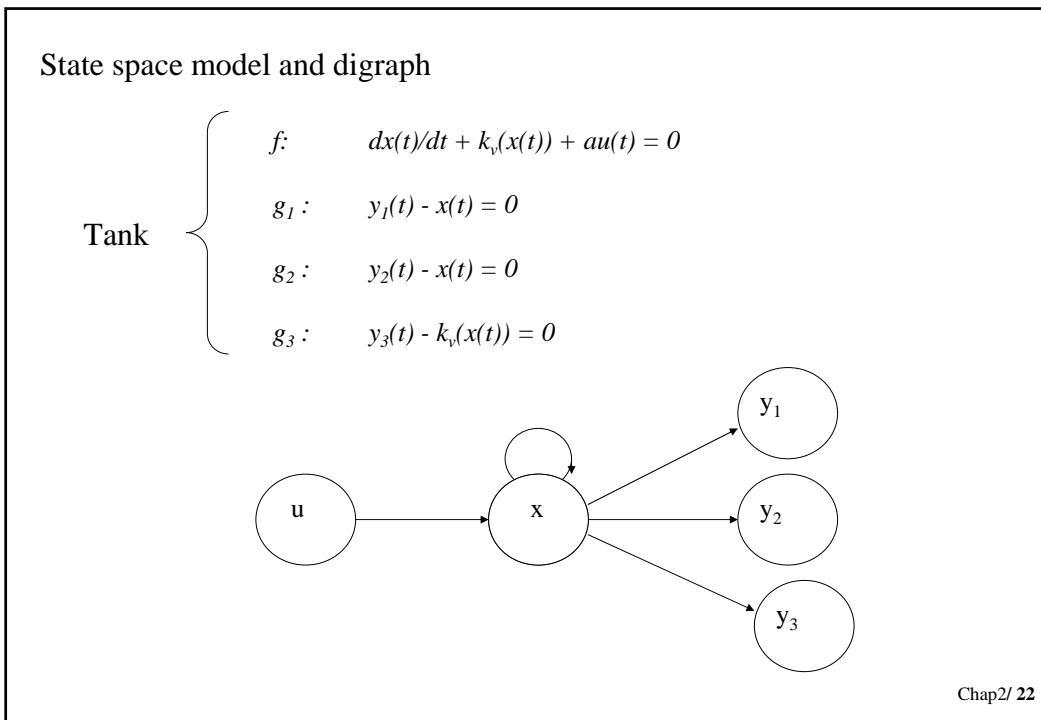 State space model and digraph
f: dx(t)/dt + kᵥ(x(t)) + au(t) = 0
g₁ : y₁(t) - x(t) = 0
Tank
g₂ : y₂(t) - x(t) = 0
g₃ : y₃(t) - kᵥ(x(t)) = 0
y₁
u x y₂
y₃
Chap2/ 22